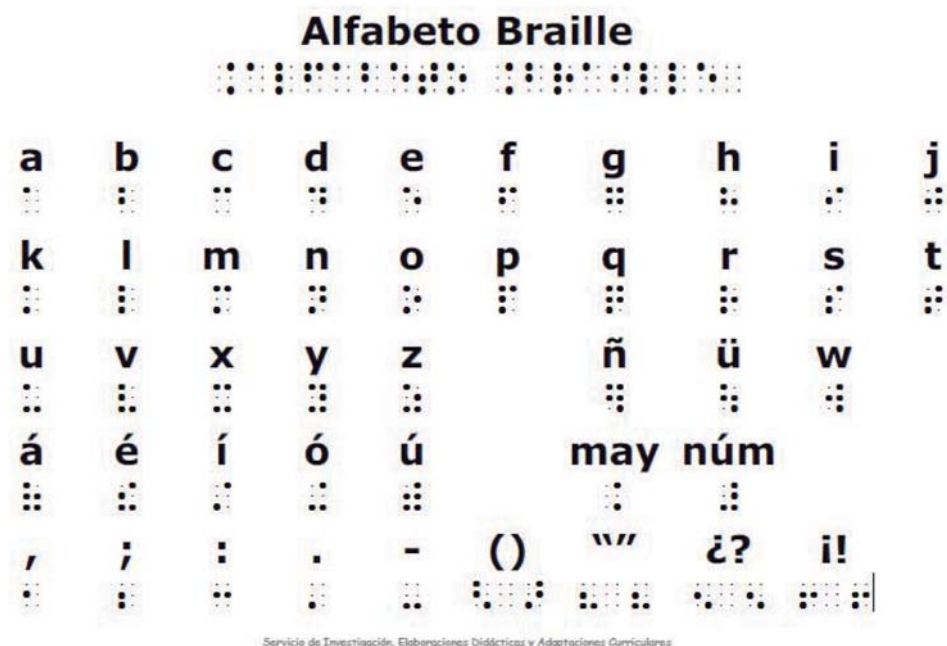 Alfabeto Braille
⠨⠁⠇⠋⠁⠃⠑⠞⠕ ⠨⠃⠗⠁⠊⠇⠇⠑
a b c d e f g h i j
⠁ ⠃ ⠉ ⠙ ⠑ ⠋ ⠛ ⠓ ⠊ ⠚
k l m n o p q r s t
⠅ ⠇ ⠍ ⠝ ⠕ ⠏ ⠟ ⠗ ⠎ ⠞
u v x y z ñ ü w
⠥ ⠧ ⠭ ⠽ ⠵ ⠻ ⠳ ⠺
á é í ó ú may núm
⠷ ⠮ ⠌ ⠬ ⠾ ⠨ ⠼
, ; : . - () “” ¿? ¡!
⠂ ⠆ ⠒ ⠄ ⠤ ⠣⠀⠜ ⠦⠀⠦ ⠢⠀⠢ ⠖⠀⠖
Servicio de Investigación, Elaboraciones Didácticas y Adaptaciones Curriculares